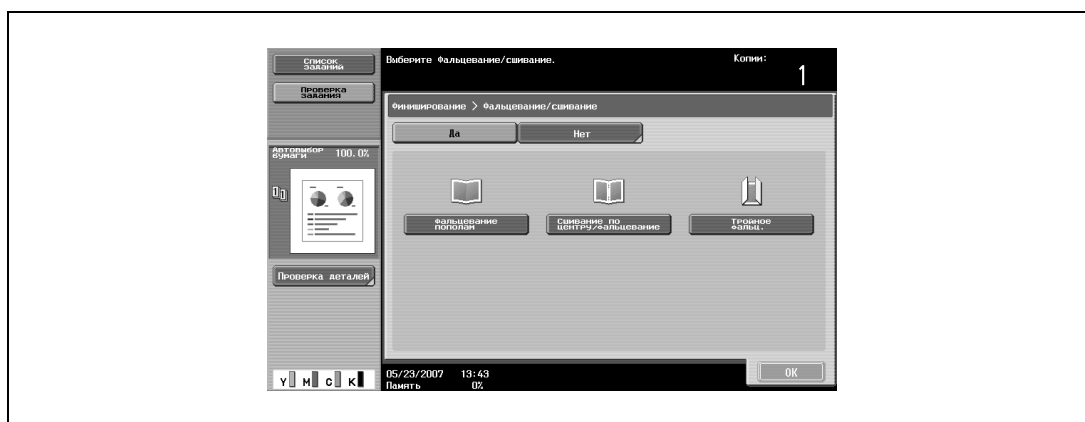 Список
заданий
Проверка
задания
Автовыбор
бумаги 100.0%
Проверка деталей
Y M C K
Выберите Фальцевание/сшивание.
Копии:
1
Финиширование > Фальцевание/сшивание
Да
Нет
Фальцевание
пополам
Сшивание по
центру/Фальцевание
Тройное
Фальц.
05/23/2007 13:43
Память 0%
OK